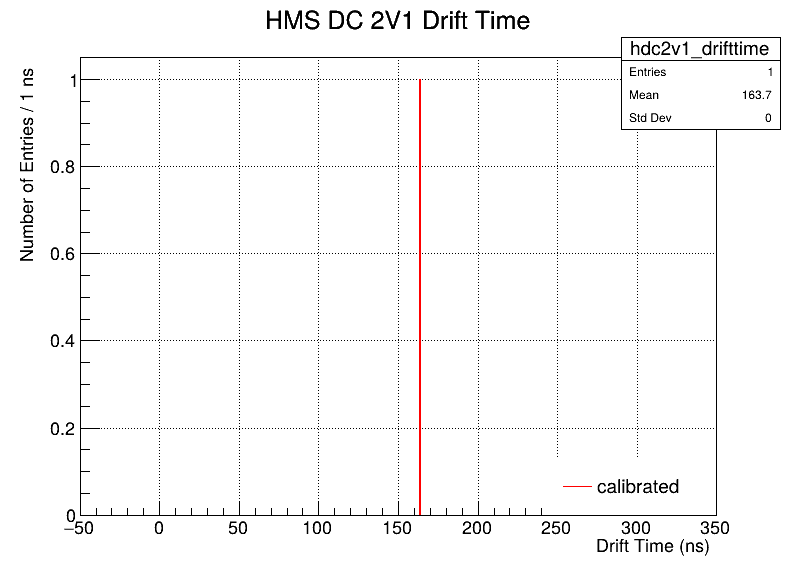 HMS DC 2V1 Drift Time
hdc2v1_drifttime
Entries 1
Mean 163.7
Std Dev 0
Number of Entries / 1 ns
1
0.8
0.6
0.4
0.2
0
−50 0 50 100 150 200 250 300 350
Drift Time (ns)
calibrated